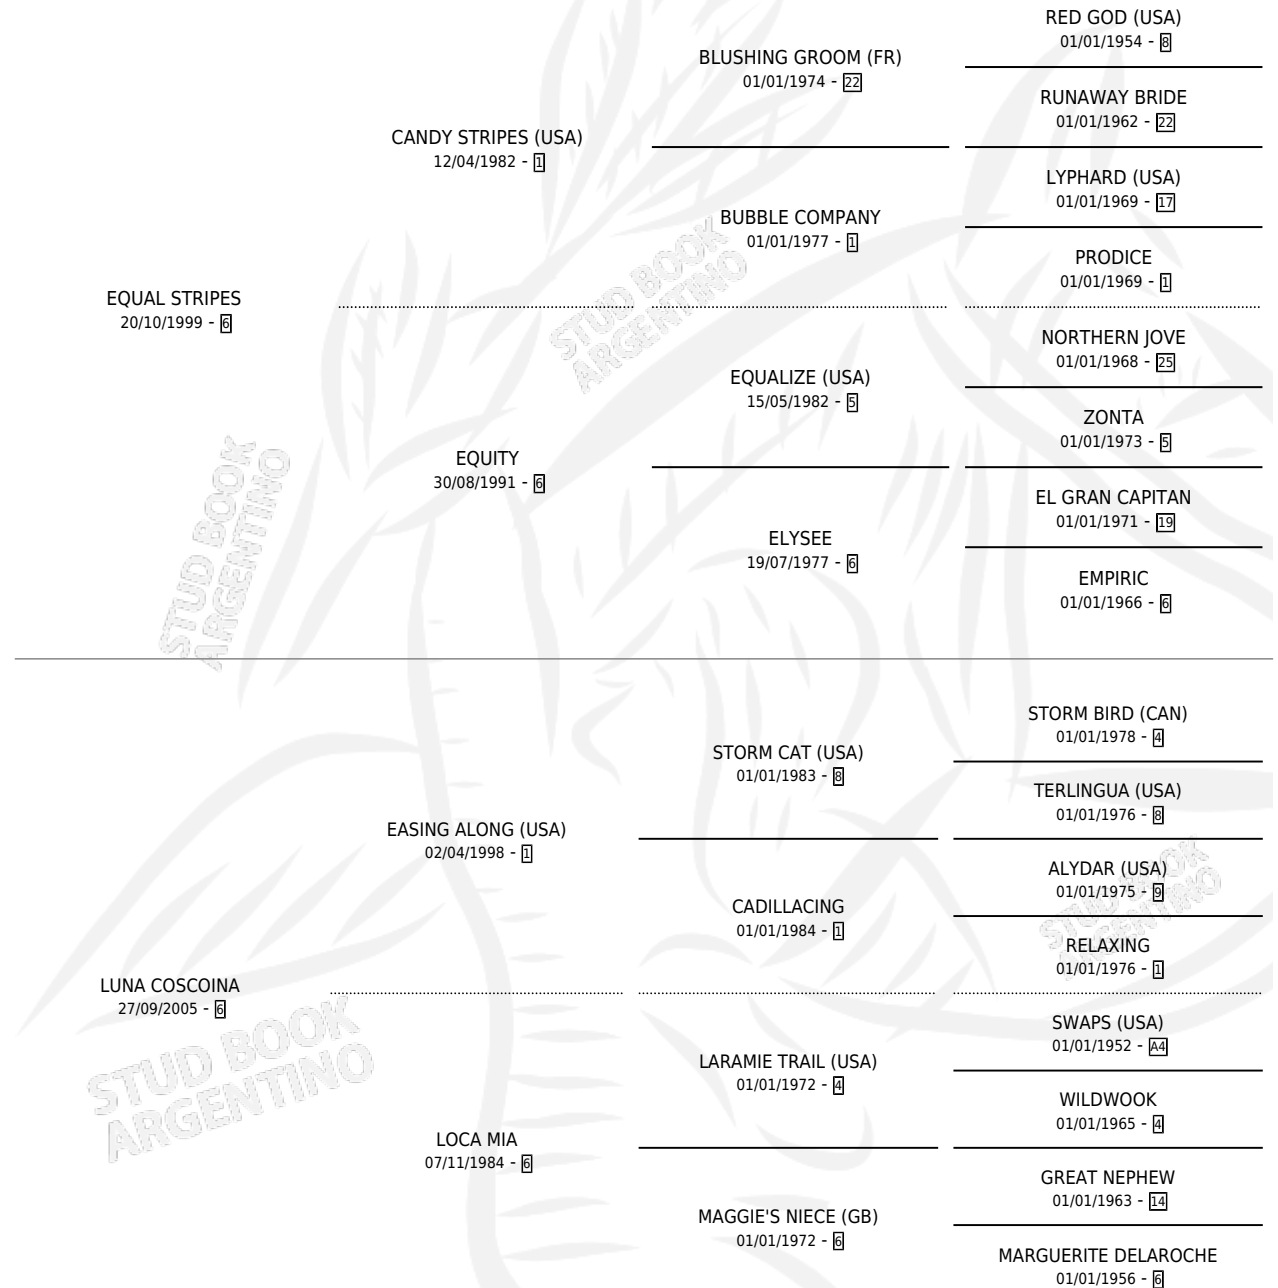 RED GOD (USA)
01/01/1954 - 8
BLUSHING GROOM (FR)
01/01/1974 - 22
RUNAWAY BRIDE
01/01/1962 - 22
CANDY STRIPES (USA)
12/04/1982 - 1
LYPHARD (USA)
01/01/1969 - 17
BUBBLE COMPANY
01/01/1977 - 1
PRODICE
01/01/1969 - 1
EQUAL STRIPES
20/10/1999 - 6
NORTHERN JOVE
01/01/1968 - 25
EQUALIZE (USA)
15/05/1982 - 5
ZONTA
01/01/1973 - 5
EQUITY
30/08/1991 - 6
EL GRAN CAPITAN
01/01/1971 - 19
ELYSEE
19/07/1977 - 6
EMPIRIC
01/01/1966 - 6
STORM BIRD (CAN)
01/01/1978 - 4
STORM CAT (USA)
01/01/1983 - 8
TERLINGUA (USA)
01/01/1976 - 8
EASING ALONG (USA)
02/04/1998 - 1
ALYDAR (USA)
01/01/1975 - 9
CADILLACING
01/01/1984 - 1
RELAXING
01/01/1976 - 1
LUNA COSCOINA
27/09/2005 - 6
SWAPS (USA)
01/01/1952 - A4
LARAMIE TRAIL (USA)
01/01/1972 - 4
WILDWOOK
01/01/1965 - 4
LOCA MIA
07/11/1984 - 6
GREAT NEPHEW
01/01/1963 - 14
MAGGIE'S NIECE (GB)
01/01/1972 - 6
MARGUERITE DELAROCHE
01/01/1956 - 6
STUD BOOK
ARGENTINO
STUD BOOK
ARGENTINO
STUD BOOK
ARGENTINO
STUD BOOK
ARGENTINO